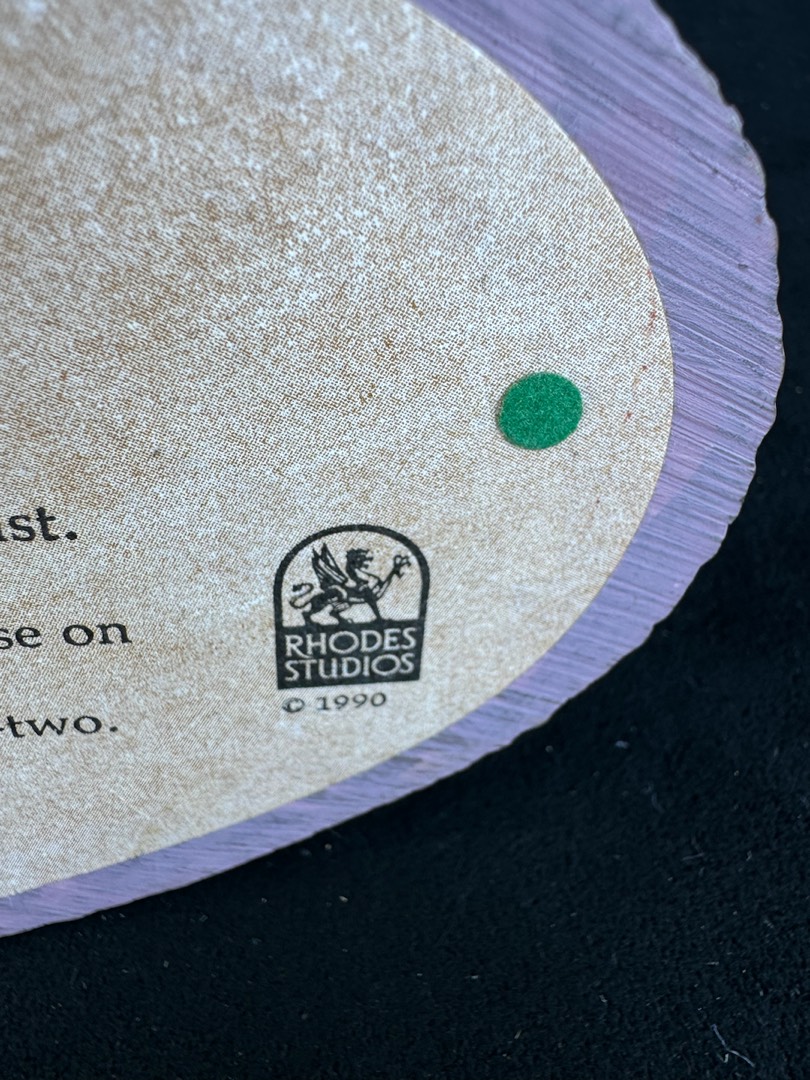 st.
se on
-two.
RHODES
STUDIOS
© 1990